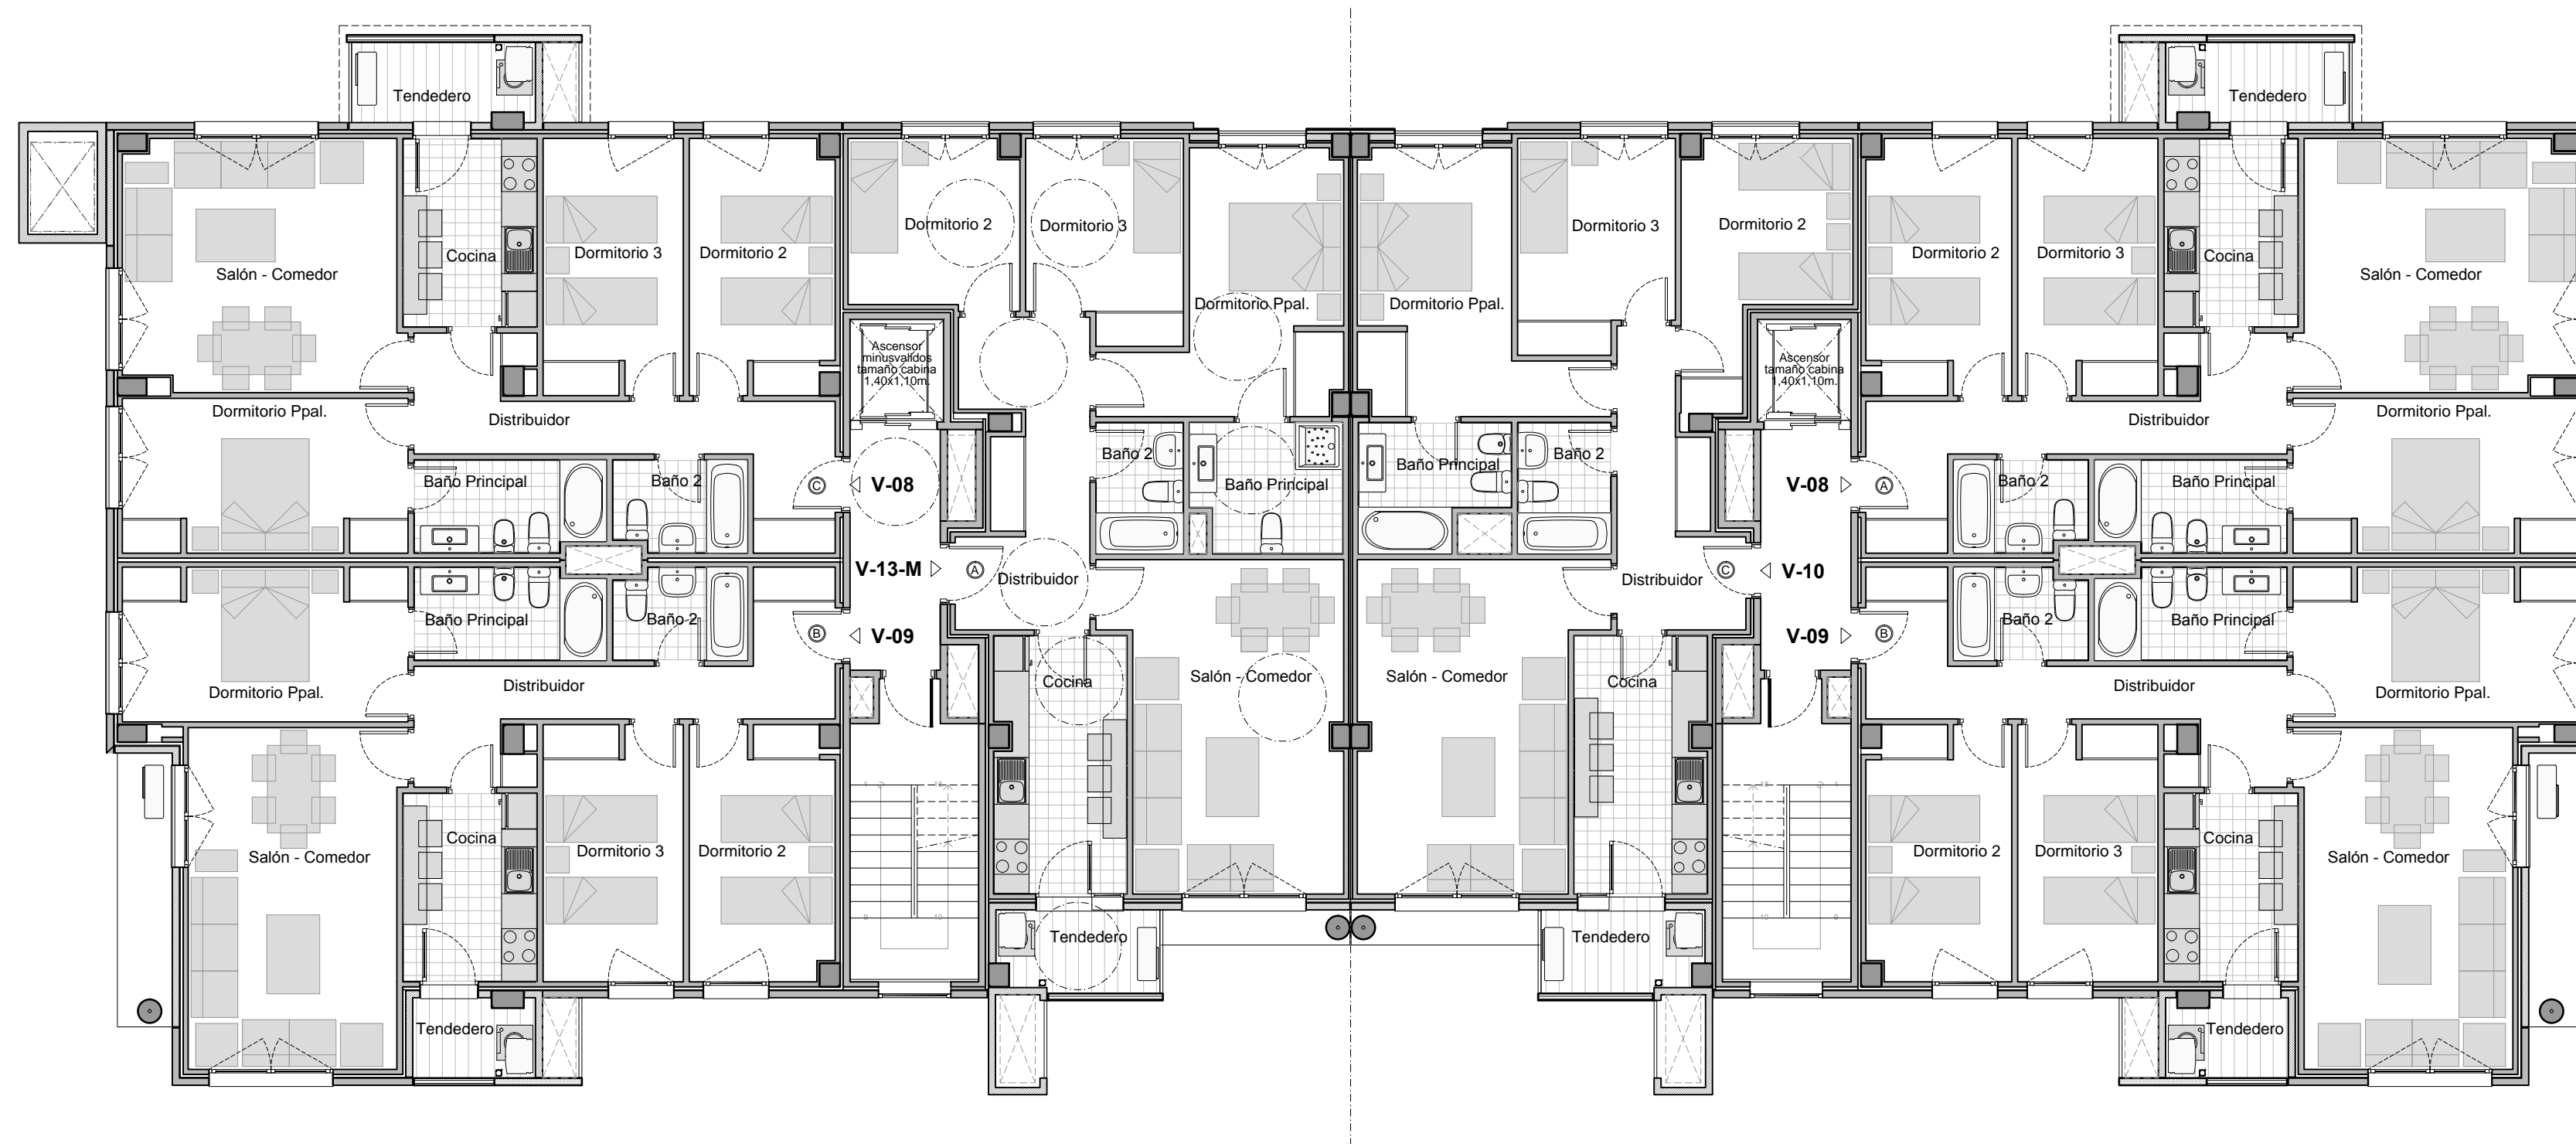 Tendedero
Tendedero
Dormitorio 2
Dormitorio 3
Dormitorio 3
Dormitorio 2
Cocina
Dormitorio 3
Dormitorio 2
Dormitorio 2
Dormitorio 3
Cocina
Salón - Comedor
Salón - Comedor
Dormitorio Ppal.
Dormitorio Ppal.
Ascensor
minusvalidos
tamaño cabina
1,40x1,10m.
Ascensor
tamaño cabina
1,40x1,10m.
Dormitorio Ppal.
Distribuidor
Distribuidor
Dormitorio Ppal.
Baño 2
Baño Principal
Baño Principal
Baño 2
Baño Principal
Baño 2
C
V-08
V-08
A
Baño 2
Baño Principal
V-13-M
A
Distribuidor
Distribuidor
C
V-10
Baño Principal
Baño 2
B
V-09
V-09
B
Baño 2
Baño Principal
Dormitorio Ppal.
Distribuidor
Cocina
Salón - Comedor
Salón - Comedor
Cocina
Distribuidor
Dormitorio Ppal.
Cocina
Dormitorio 3
Dormitorio 2
Dormitorio 2
Dormitorio 3
Cocina
Salón - Comedor
Salón - Comedor
Tendedero
Tendedero
Tendedero
Tendedero